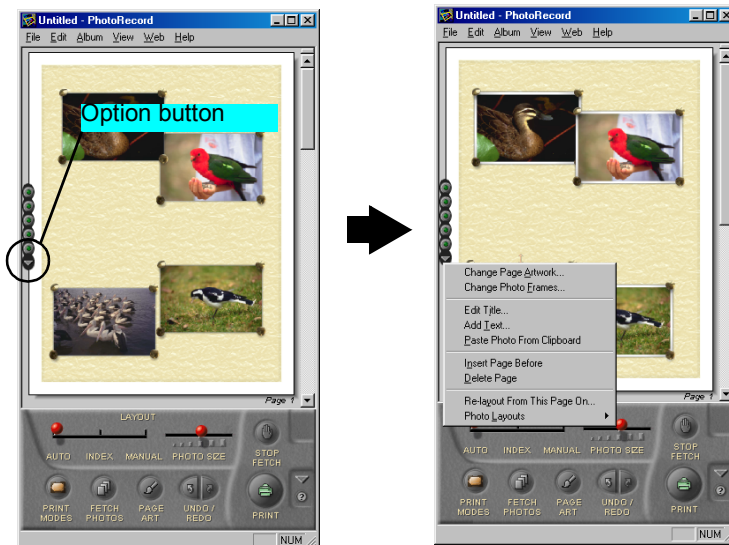 Untitled - PhotoRecord
File Edit Album View Web Help
Option button
Page 1
LAYOUT
AUTO INDEX MANUAL PHOTO SIZE STOP FETCH
PRINT MODES FETCH PHOTOS PAGE ART UNDO / REDO PRINT
NUM
Untitled - PhotoRecord
File Edit Album View Web Help
Change Page Artwork...
Change Photo Frames...
Edit Title...
Add Text...
Paste Photo From Clipboard
Insert Page Before
Delete Page
Re-layout From This Page On...
Photo Layouts
Page 1
AUTO INDEX MANUAL PHOTO SIZE STOP FETCH
PRINT MODES FETCH PHOTOS PAGE ART UNDO / REDO PRINT
NUM